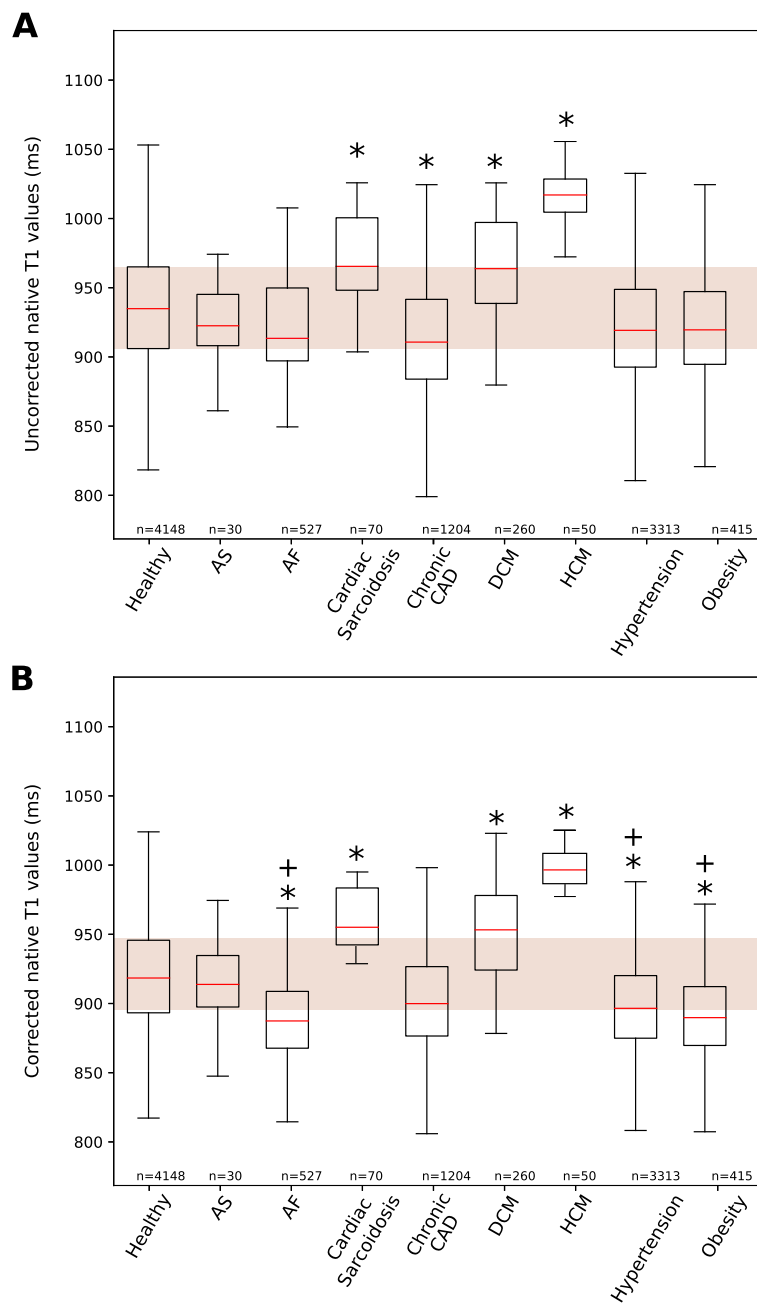 A
Uncorrected native T1 values (ms)
1100
1050
1000
950
900
850
800
*
*
*
*
n=4148 n=30 n=527 n=70 n=1204 n=260 n=50 n=3313 n=415
Healthy
AS
AF
Cardiac
Sarcoidosis
Chronic
CAD
DCM
HCM
Hypertension
Obesity
B
Corrected native T1 values (ms)
1100
1050
1000
950
900
850
800
+
*
*
*
*
+
*
+
*
n=4148 n=30 n=527 n=70 n=1204 n=260 n=50 n=3313 n=415
Healthy
AS
AF
Cardiac
Sarcoidosis
Chronic
CAD
DCM
HCM
Hypertension
Obesity